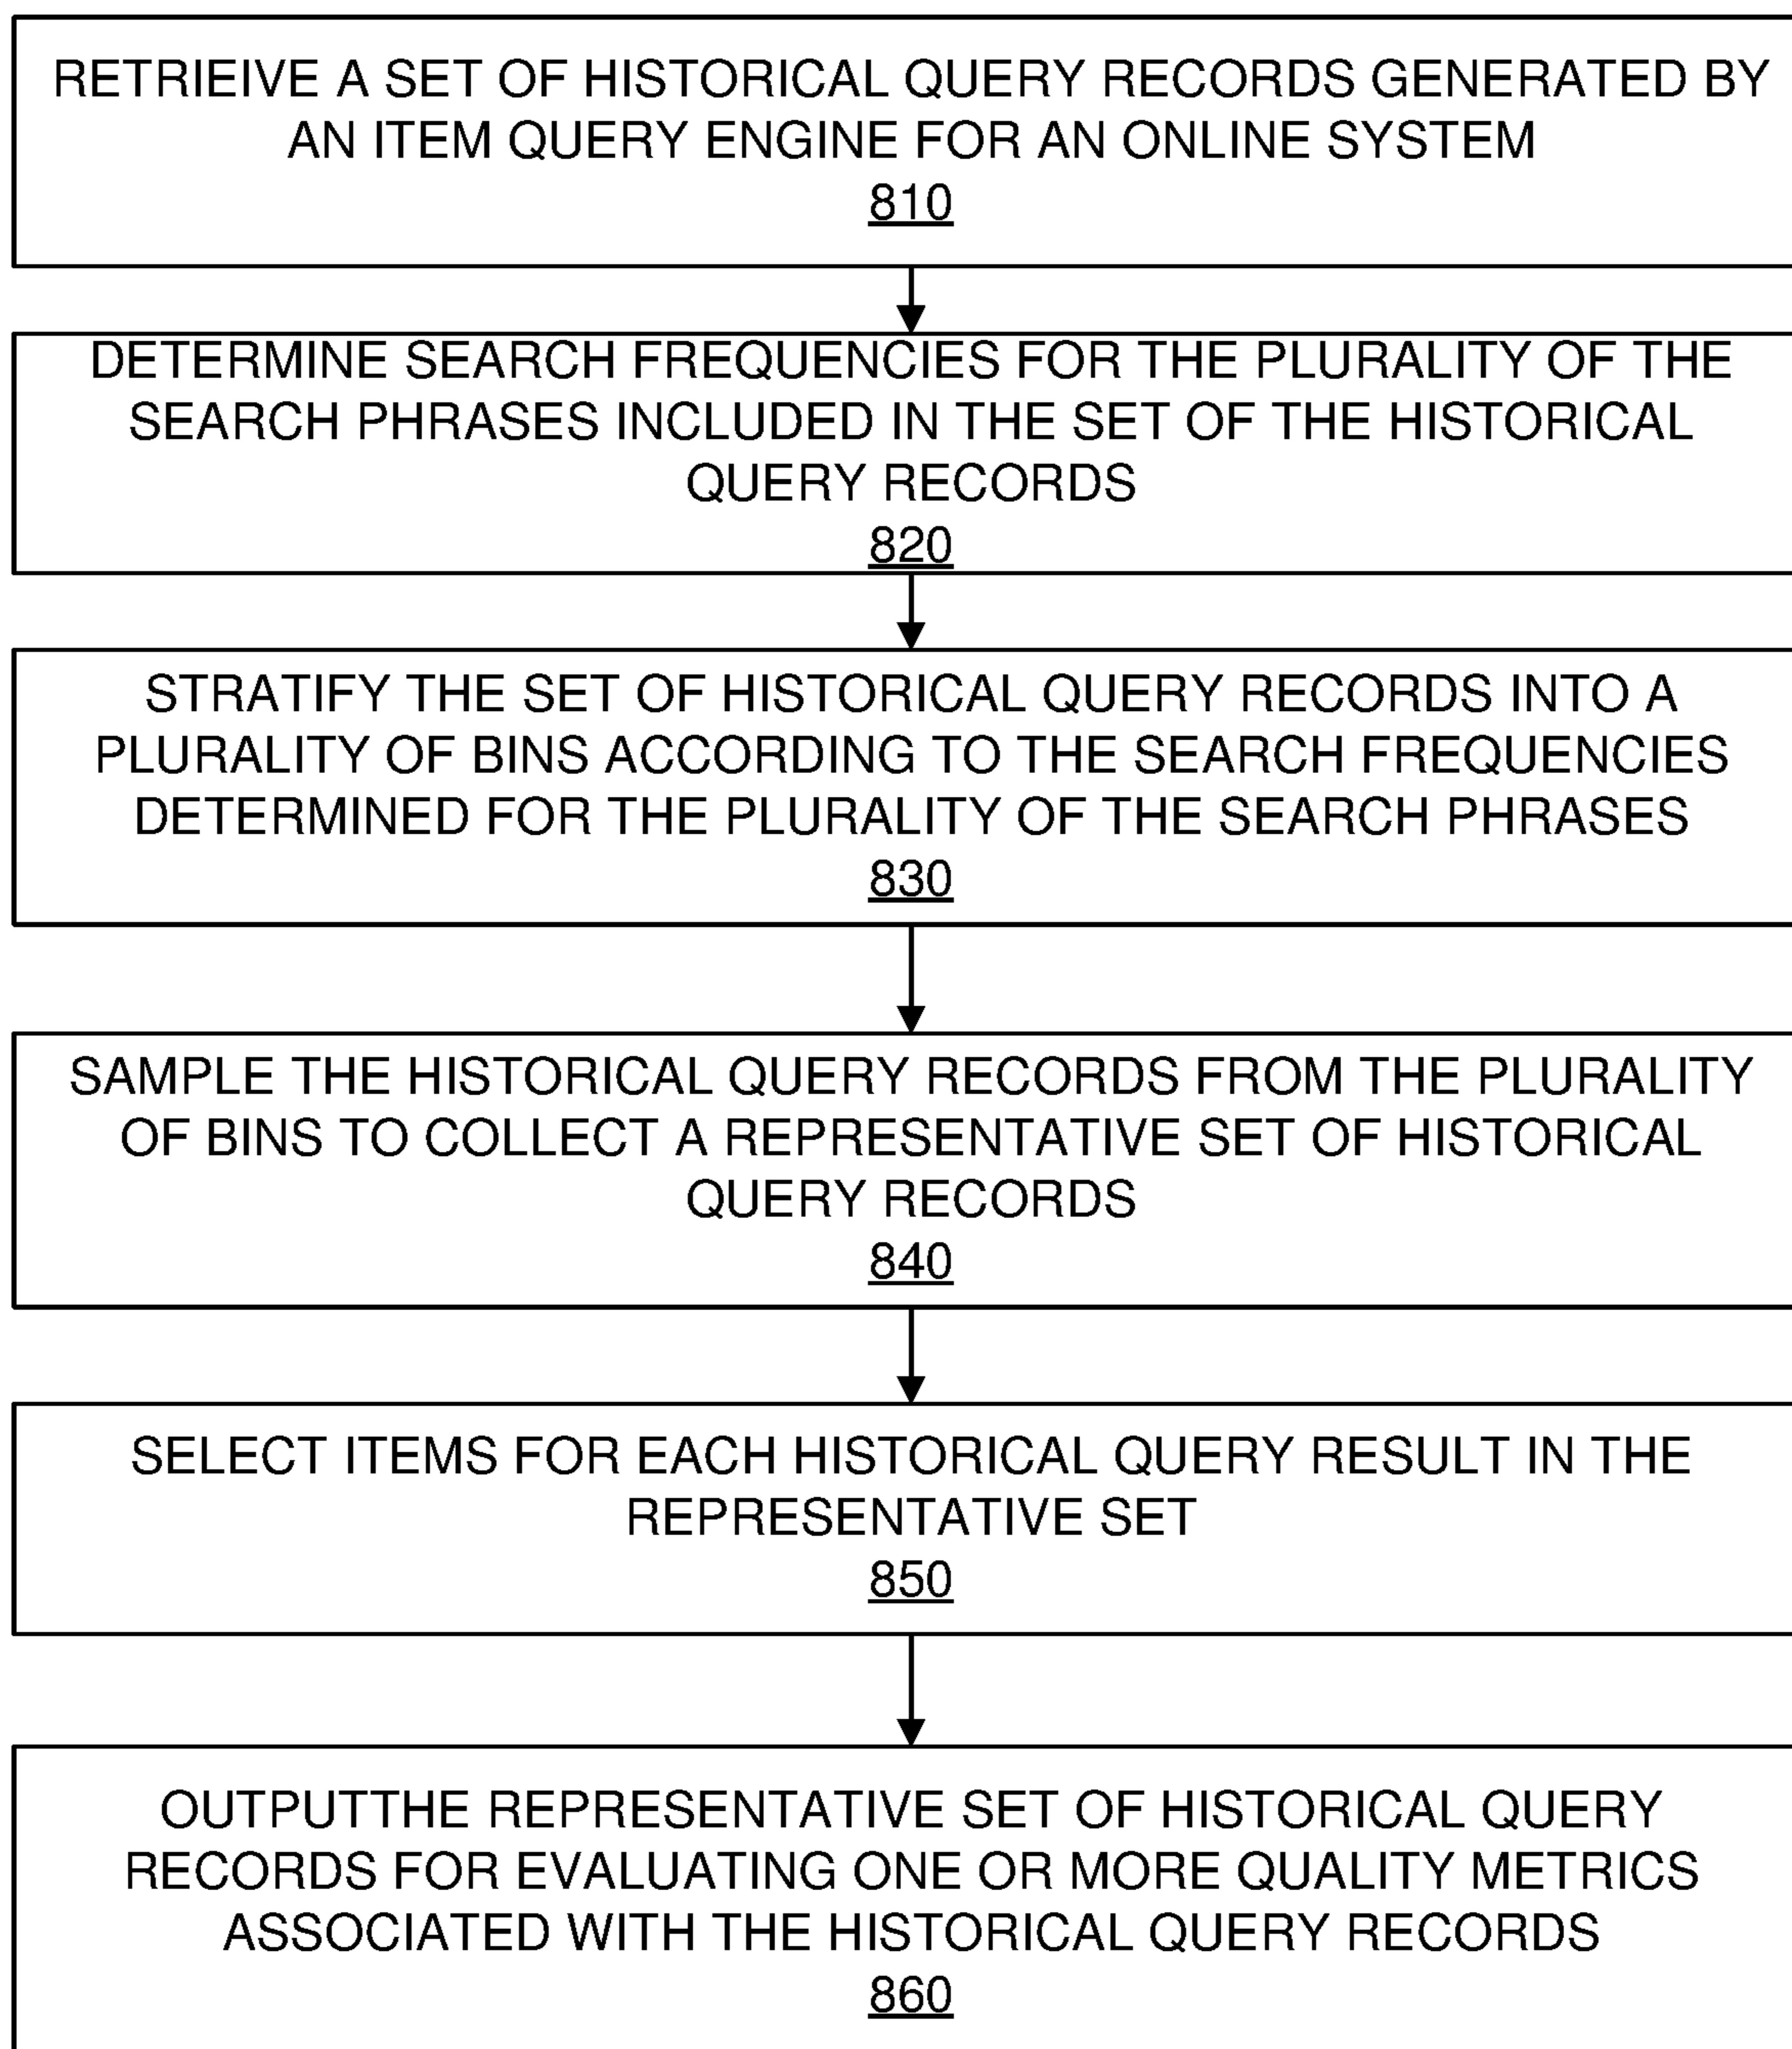 RETRIEIVE A SET OF HISTORICAL QUERY RECORDS GENERATED BY
AN ITEM QUERY ENGINE FOR AN ONLINE SYSTEM
810
DETERMINE SEARCH FREQUENCIES FOR THE PLURALITY OF THE
SEARCH PHRASES INCLUDED IN THE SET OF THE HISTORICAL
QUERY RECORDS
820
STRATIFY THE SET OF HISTORICAL QUERY RECORDS INTO A
PLURALITY OF BINS ACCORDING TO THE SEARCH FREQUENCIES
DETERMINED FOR THE PLURALITY OF THE SEARCH PHRASES
830
SAMPLE THE HISTORICAL QUERY RECORDS FROM THE PLURALITY
OF BINS TO COLLECT A REPRESENTATIVE SET OF HISTORICAL
QUERY RECORDS
840
SELECT ITEMS FOR EACH HISTORICAL QUERY RESULT IN THE
REPRESENTATIVE SET
850
OUTPUTTHE REPRESENTATIVE SET OF HISTORICAL QUERY
RECORDS FOR EVALUATING ONE OR MORE QUALITY METRICS
ASSOCIATED WITH THE HISTORICAL QUERY RECORDS
860